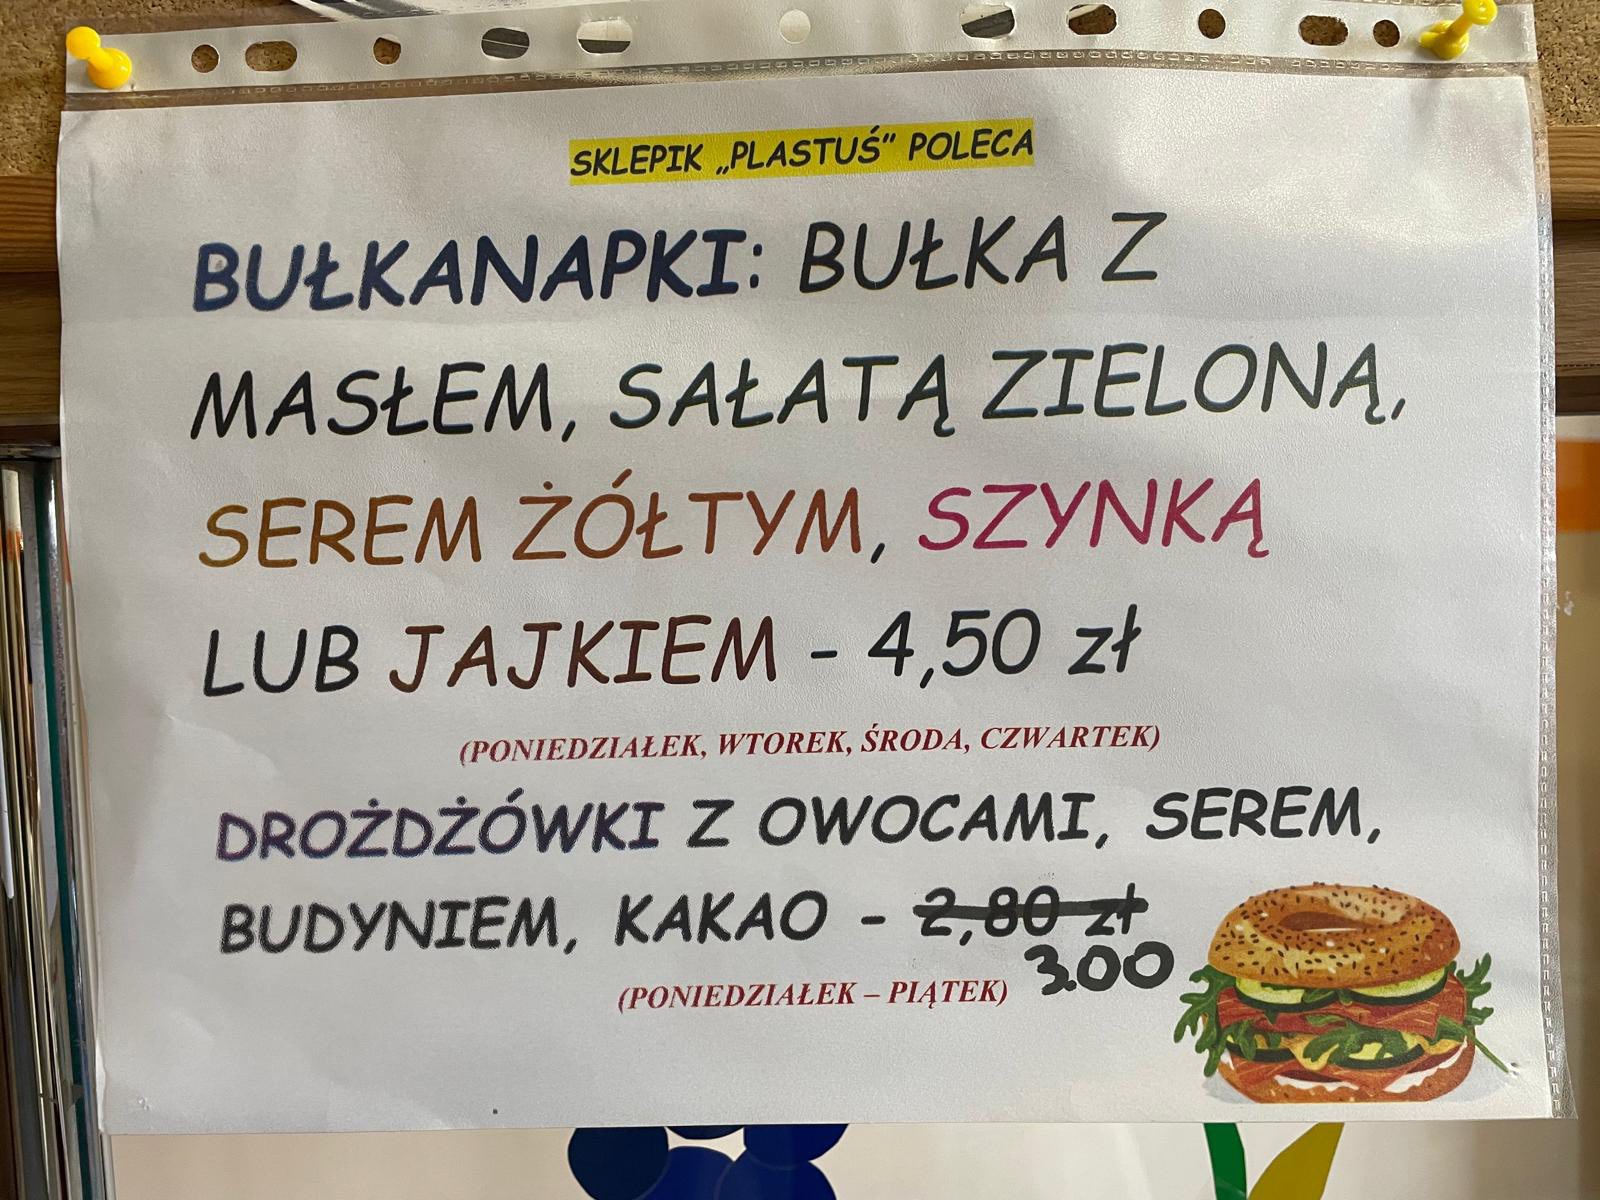 SKLEPIK „PLASTUŚ” POLECA
BUŁKANAPKI: BUŁKA Z
MASŁEM, SAŁATĄ ZIELONĄ,
SEREM ŻÓŁTYM, SZYNKĄ
LUB JAJKIEM - 4,50 zł
(PONIEDZIAŁEK, WTOREK, ŚRODA, CZWARTEK)
DROŻDŻÓWKI Z OWOCAMI, SEREM,
BUDYNIEM, KAKAO - 2,80 zł
3.00
(PONIEDZIAŁEK – PIĄTEK)